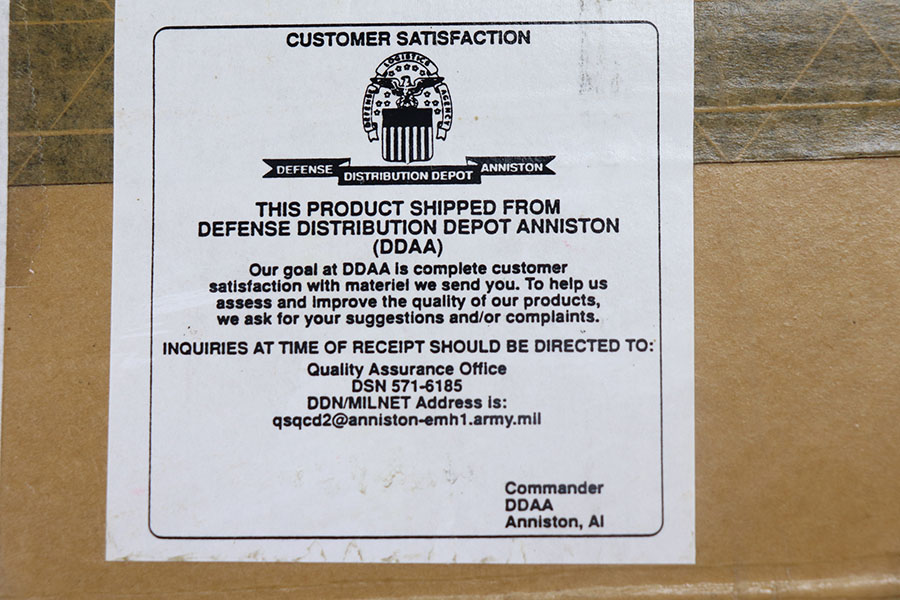 CUSTOMER SATISFACTION
DEFENSE LOGISTICS AGENCY
DEFENSE DISTRIBUTION DEPOT ANNISTON
THIS PRODUCT SHIPPED FROM
DEFENSE DISTRIBUTION DEPOT ANNISTON
(DDAA)
Our goal at DDAA is complete customer
satisfaction with materiel we send you. To help us
assess and improve the quality of our products,
we ask for your suggestions and/or complaints.
INQUIRIES AT TIME OF RECEIPT SHOULD BE DIRECTED TO:
Quality Assurance Office
DSN 571-6185
DDN/MILNET Address is:
qsqcd2@anniston-emh1.army.mil
Commander
DDAA
Anniston, Al